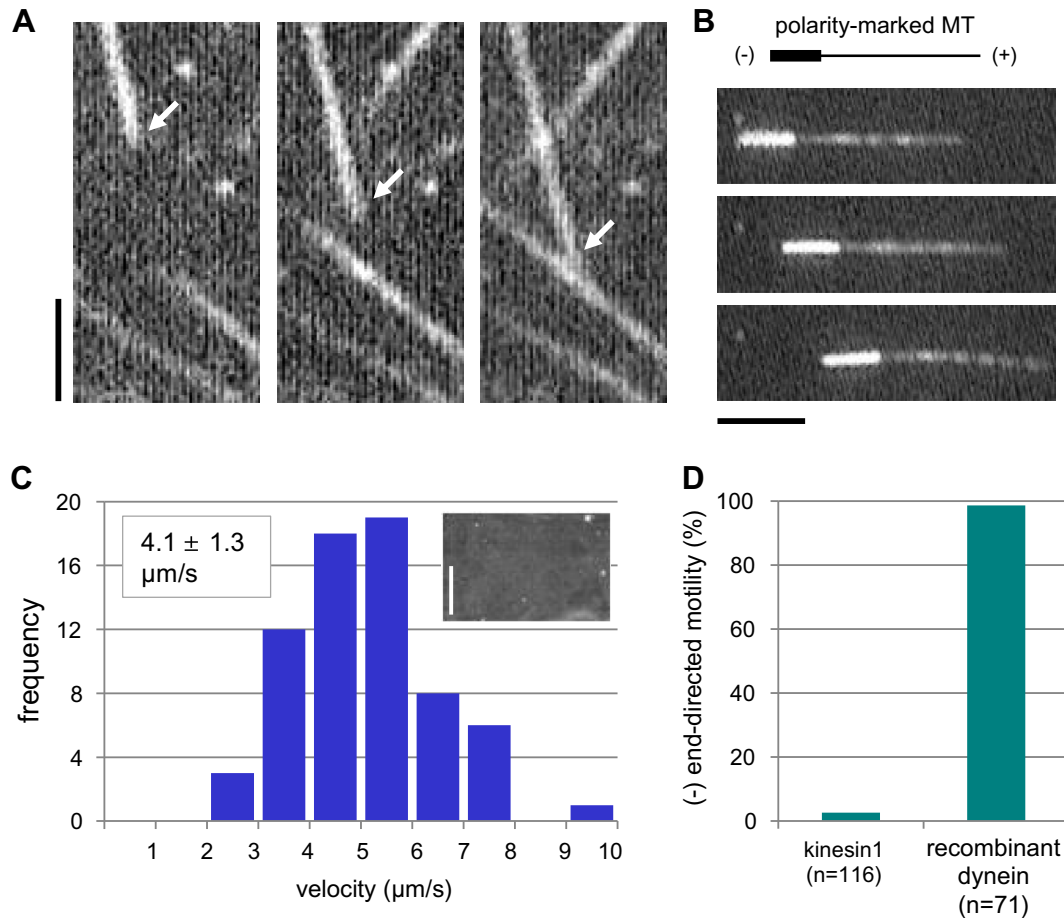 A
B
polarity-marked MT
(-) (+)
C
4.1 ± 1.3
µm/s
frequency
20
16
12
8
4
0
1 2 3 4 5 6 7 8 9 10
velocity (µm/s)
D
(-) end-directed motility (%)
100
80
60
40
20
0
kinesin1
(n=116)
recombinant
dynein
(n=71)